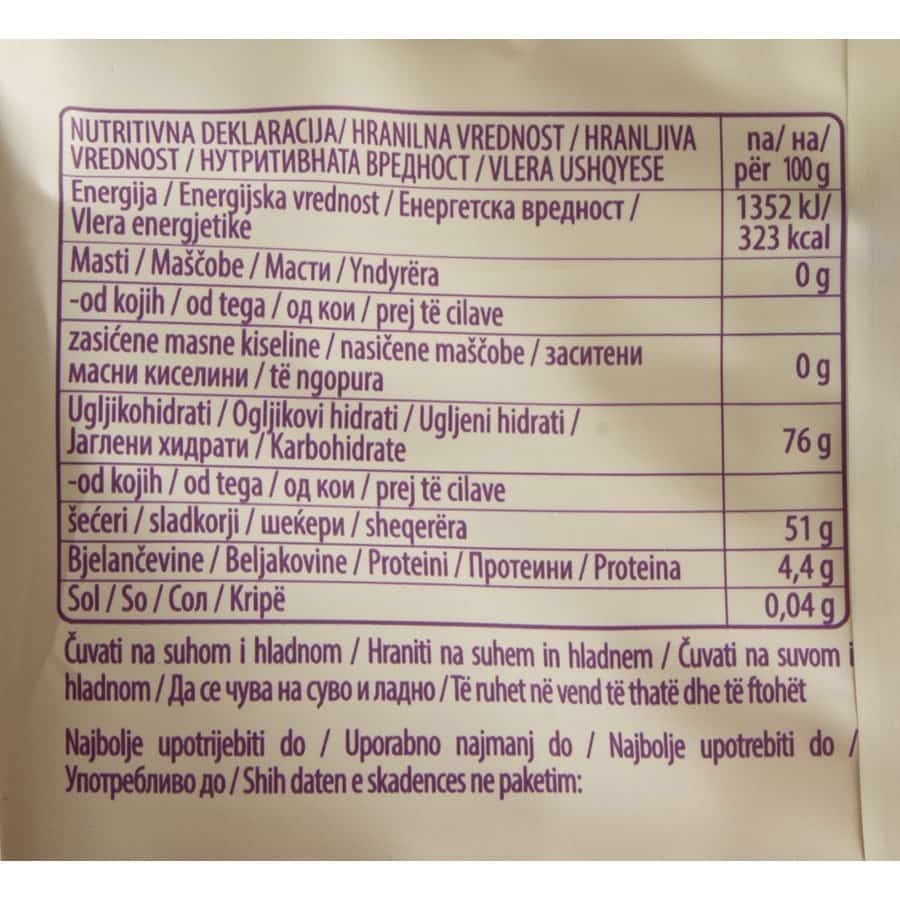 NUTRITIVNA DEKLARACIJA/ HRANILNA VREDNOST / HRANLJIVA
VREDNOST / НУТРИТИВНАТА ВРЕДНОСТ / VLERA USHQYESE
na/ на/
për 100 g
Energija / Energijska vrednost / Енергетска вредност /
Vlera energjetike
1352 kJ/
323 kcal
Masti / Maščobe / Масти / Yndyrëra
0 g
-od kojih / od tega / од кои / prej të cilave
zasićene masne kiseline / nasičene maščobe / заситени
масни киселини / të ngopura
0 g
Ugljikohidrati / Ogljikovi hidrati / Ugljeni hidrati /
Јаглени хидрати / Karbohidrate
76 g
-od kojih / od tega / од кои / prej të cilave
šećeri / sladkorji / шеќери / sheqerëra
51 g
Bjelančevine / Beljakovine / Proteini / Протеини / Proteina
4,4 g
Sol / So / Сол / Kripë
0,04 g
Čuvati na suhom i hladnom / Hraniti na suhem in hladnem / Čuvati na suvom i
hladnom / Да се чува на суво и ладно / Të ruhet në vend të thatë dhe të ftohët
Najbolje upotrijebiti do / Uporabno najmanj do / Najbolje upotrebiti do /
Употребливо до / Shih daten e skadences ne paketim: